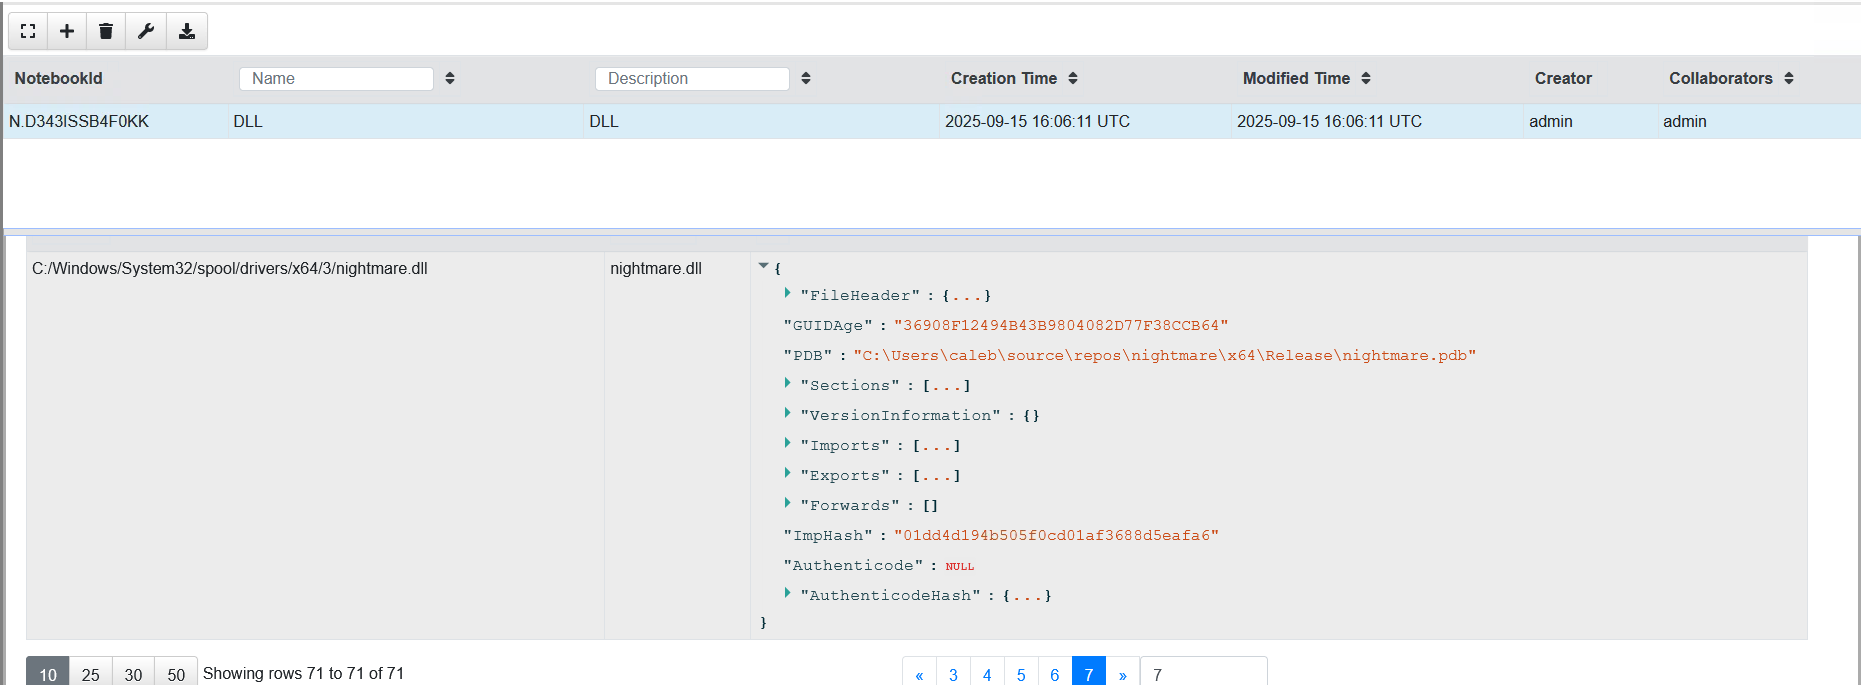 NotebookId Name Description Creation Time Modified Time Creator Collaborators
N.D343ISSB4F0KK DLL DLL 2025-09-15 16:06:11 UTC 2025-09-15 16:06:11 UTC admin admin
C:/Windows/System32/spool/drivers/x64/3/nightmare.dll nightmare.dll {
"FileHeader" : {...}
"GUIDAge" : "36908F12494B43B9804082D77F38CCB64"
"PDB" : "C:\Users\caleb\source\repos\nightmare\x64\Release\nightmare.pdb"
"Sections" : [...]
"VersionInformation" : {}
"Imports" : [...]
"Exports" : [...]
"Forwards" : []
"ImpHash" : "01dd4d194b505f0cd01af3688d5eafa6"
"Authenticode" : NULL
"AuthenticodeHash" : {...}
}
10 25 30 50 Showing rows 71 to 71 of 71 « 3 4 5 6 7 » 7